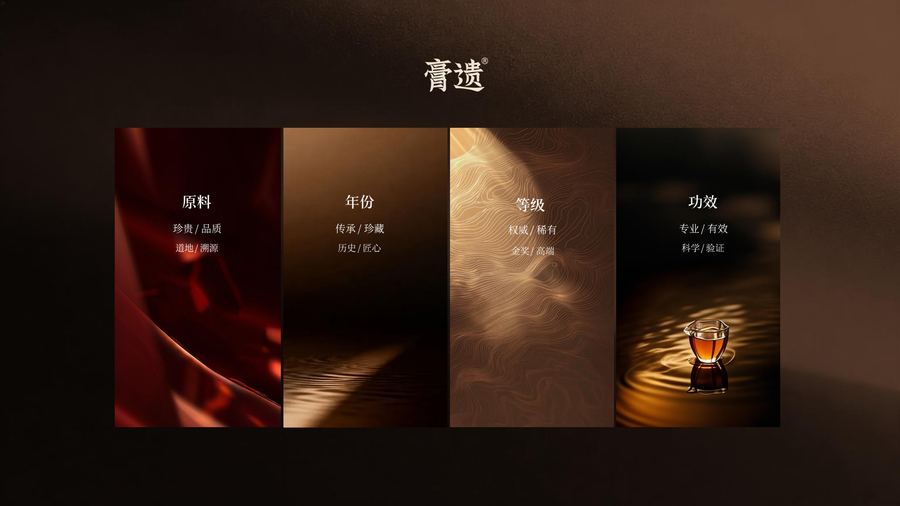 膏遗®
原料
珍贵/品质
道地/溯源
年份
传承/珍藏
历史/匠心
等级
权威/稀有
金奖/高端
功效
专业/有效
科学/验证